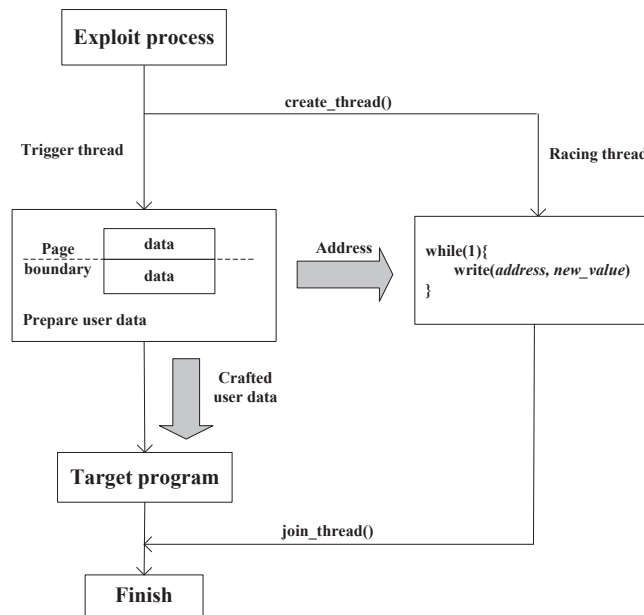 Exploit process
create_thread()
Trigger thread
Racing thread
Page
boundary
data
data
Prepare user data
Address
while(1){
write(address, new_value)
}
Crafted
user data
Target program
join_thread()
Finish